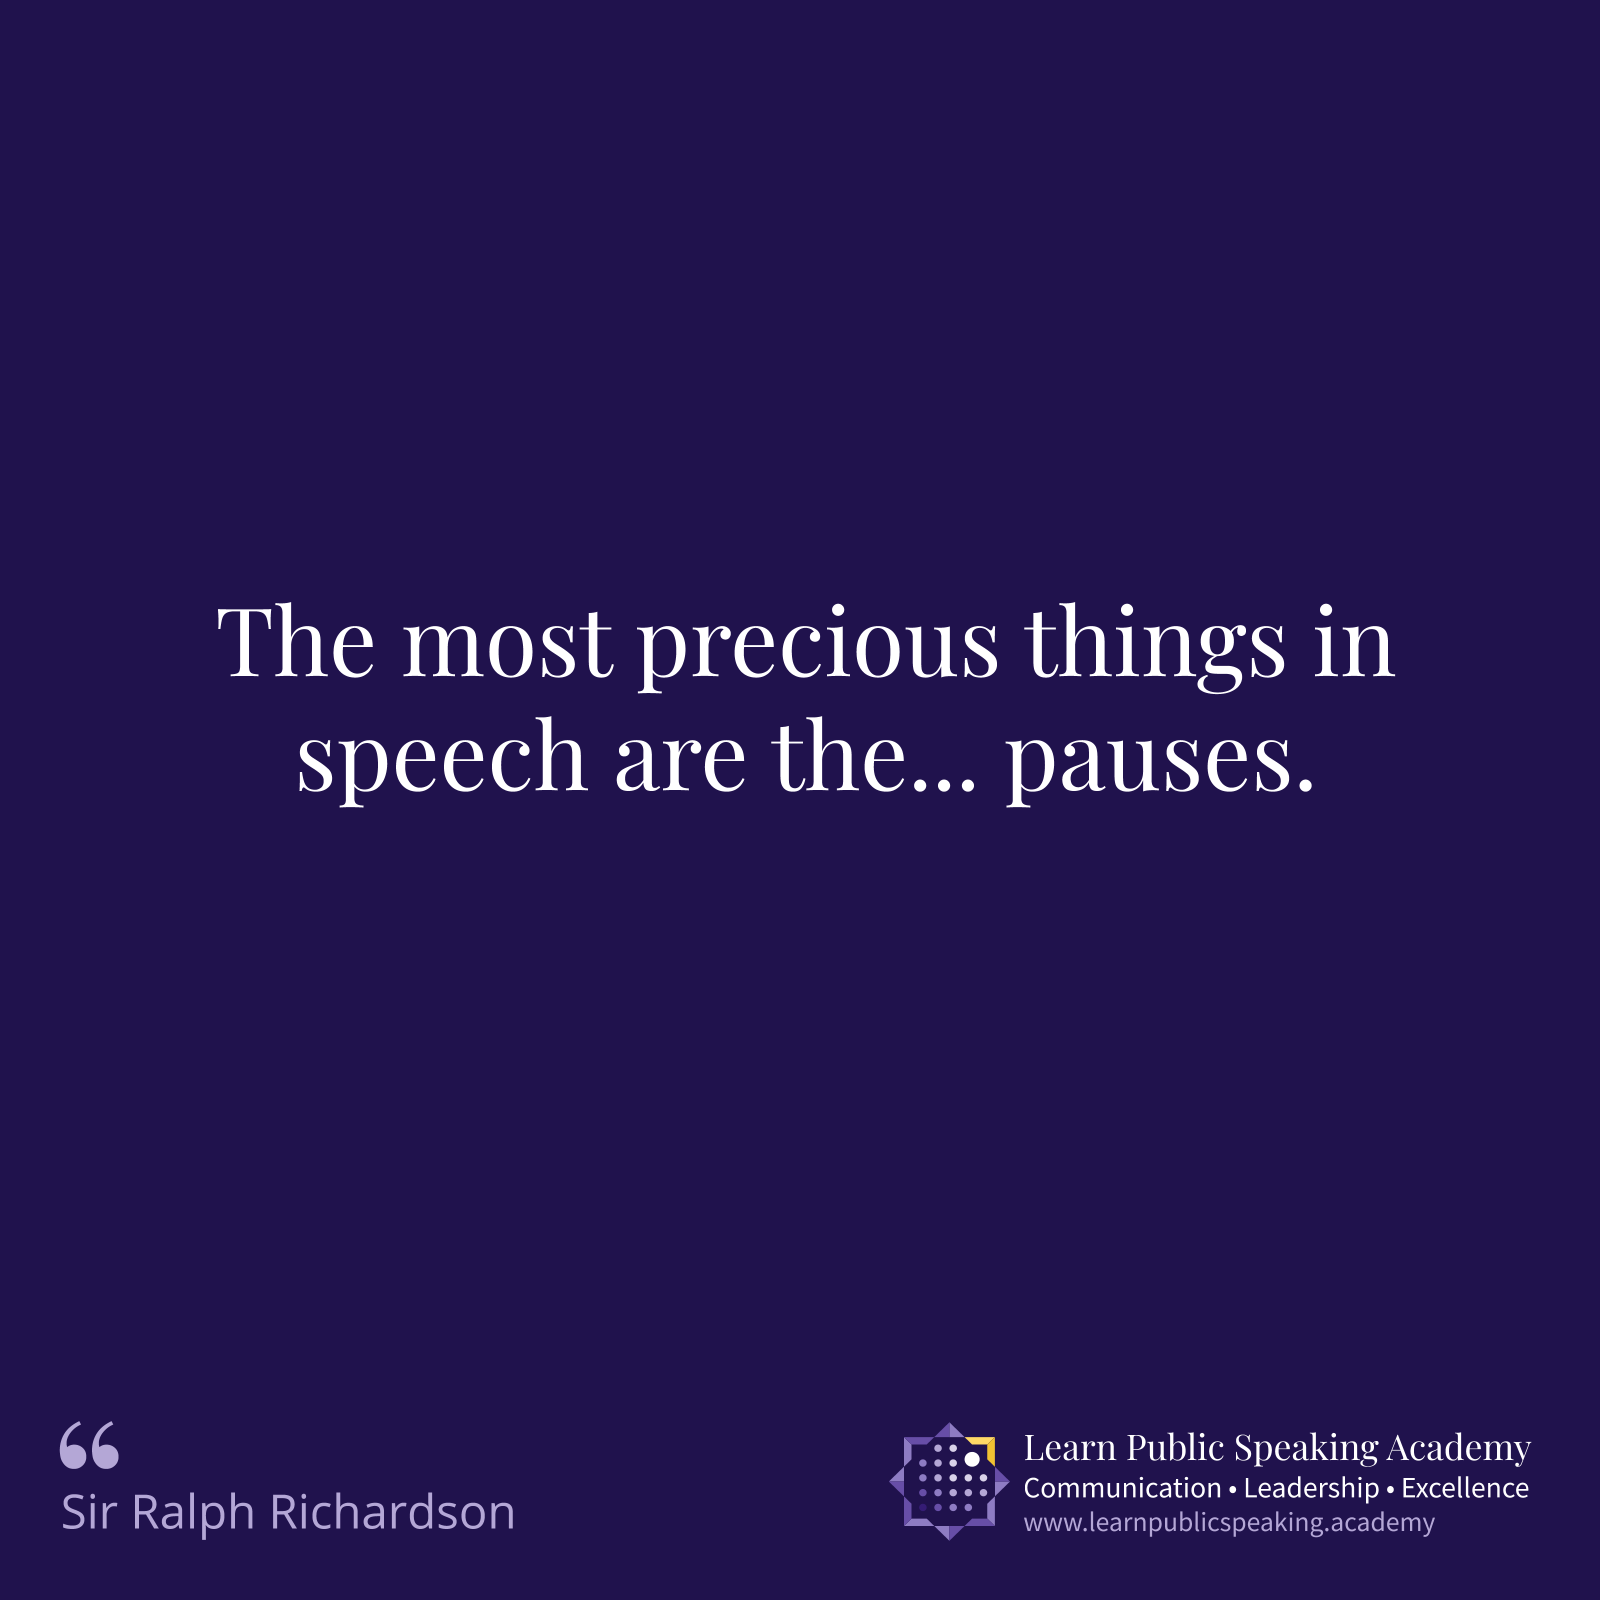 The most precious things in
speech are the... pauses.
Sir Ralph Richardson
Learn Public Speaking Academy
Communication • Leadership • Excellence
www.learnpublicspeaking.academy